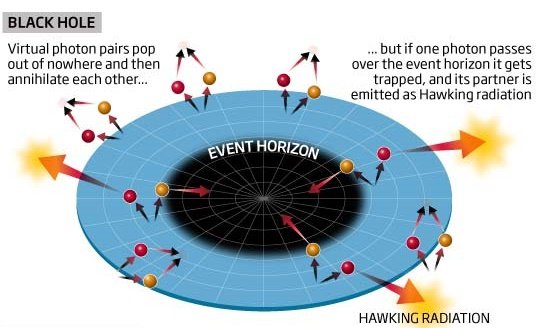 BLACK HOLE
Virtual photon pairs pop
out of nowhere and then
annihilate each other...
... but if one photon passes
over the event horizon it gets
trapped, and its partner is
emitted as Hawking radiation
EVENT HORIZON
HAWKING RADIATION